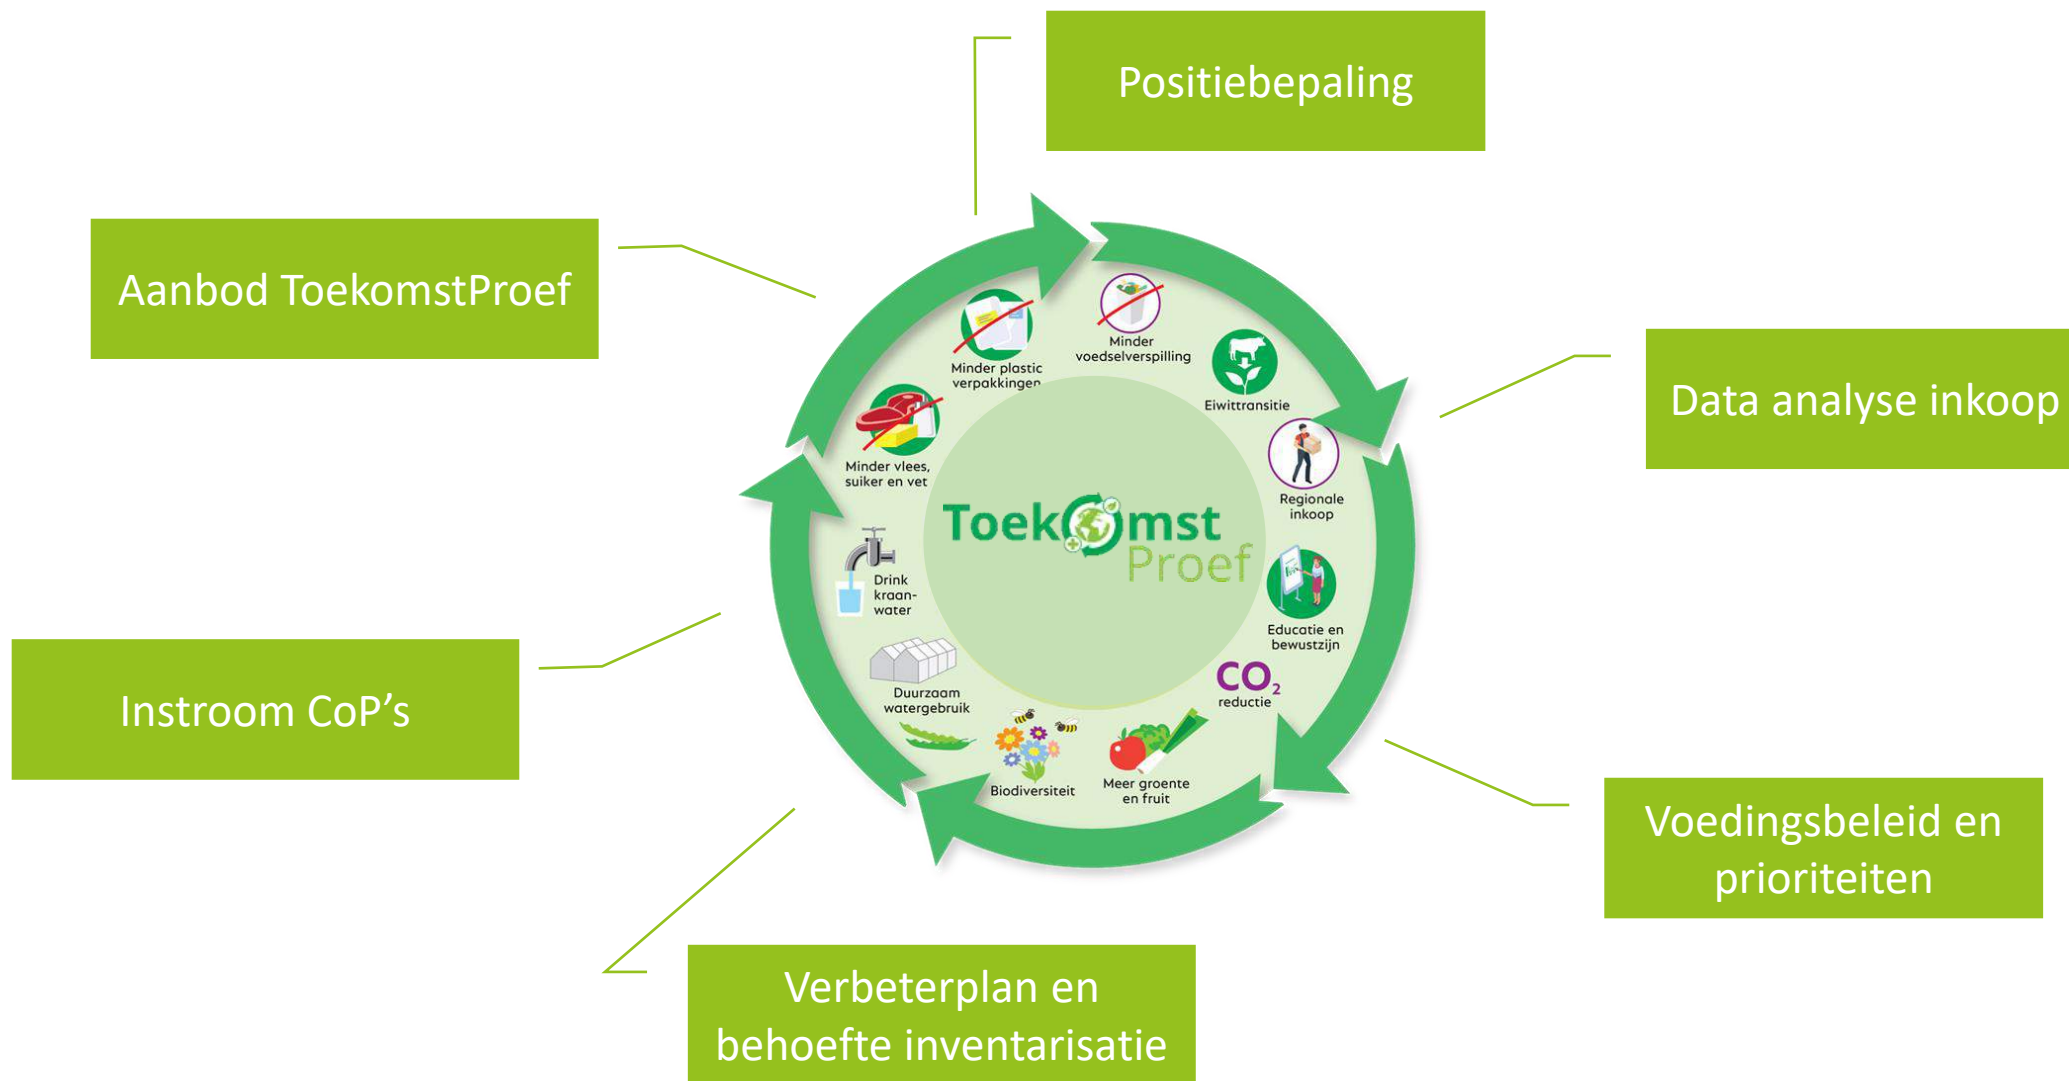 Positiebepaling
Aanbod ToekomstProef
Data analyse inkoop
Instroom CoP’s
Voedingsbeleid en
prioriteiten
Verbeterplan en
behoefte inventarisatie
Minder
voedselverspilling
Eiwittransitie
Regionale
inkoop
Educatie en
bewustzijn
CO₂
reductie
Meer groente
en fruit
Biodiversiteit
Duurzaam
watergebruik
Drink
kraan-
water
Minder vlees,
suiker en vet
Minder plastic
verpakkingen
Toekomst
Proef